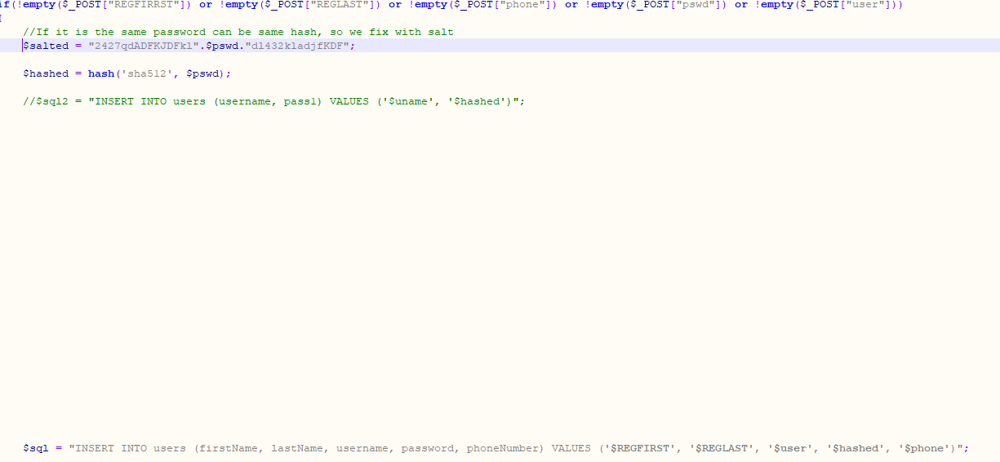 if(!empty($_POST["REGFIRRST"]) or !empty($_POST["REGLAST"]) or !empty($_POST["phone"]) or !empty($_POST["pswd"]) or !empty($_POST["user"]))
{
//If it is the same password can be same hash, so we fix with salt
$salted = "2427qdADFKJDFkl".$pswd."dl432kladjfKDF";
$hashed = hash('sha512', $pswd);
//$sql2 = "INSERT INTO users (username, pass1) VALUES ('$uname', '$hashed')";
$sql = "INSERT INTO users (firstName, lastName, username, password, phoneNumber) VALUES ('$REGFIRST', '$REGLAST', '$user', '$hashed', '$phone')";